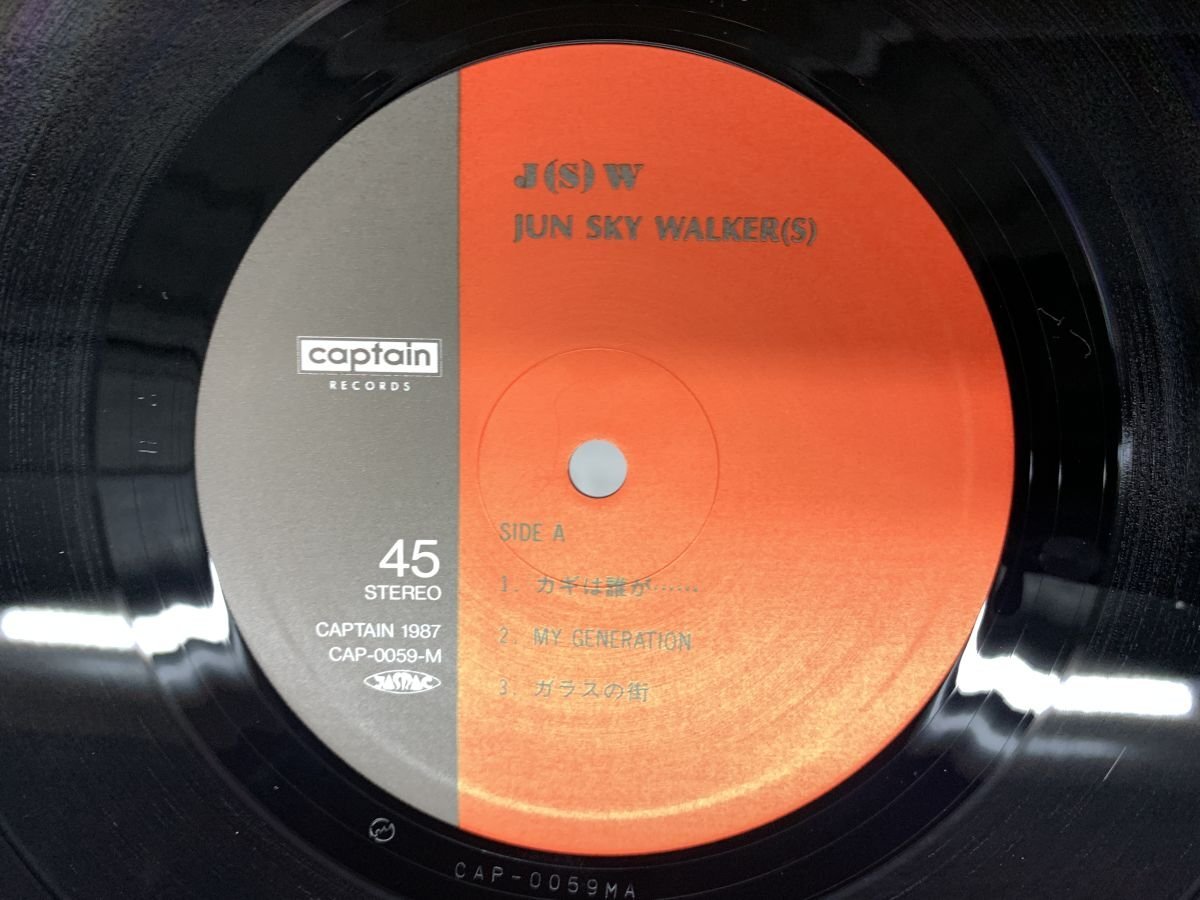 J(S)W
JUN SKY WALKER(S)
captain
RECORDS
45
STEREO
CAPTAIN 1987
CAP-0059-M
JASRAC
SIDE A
1. カギは誰が……
2. MY GENERATION
3. ガラスの街
CAP-0059MA